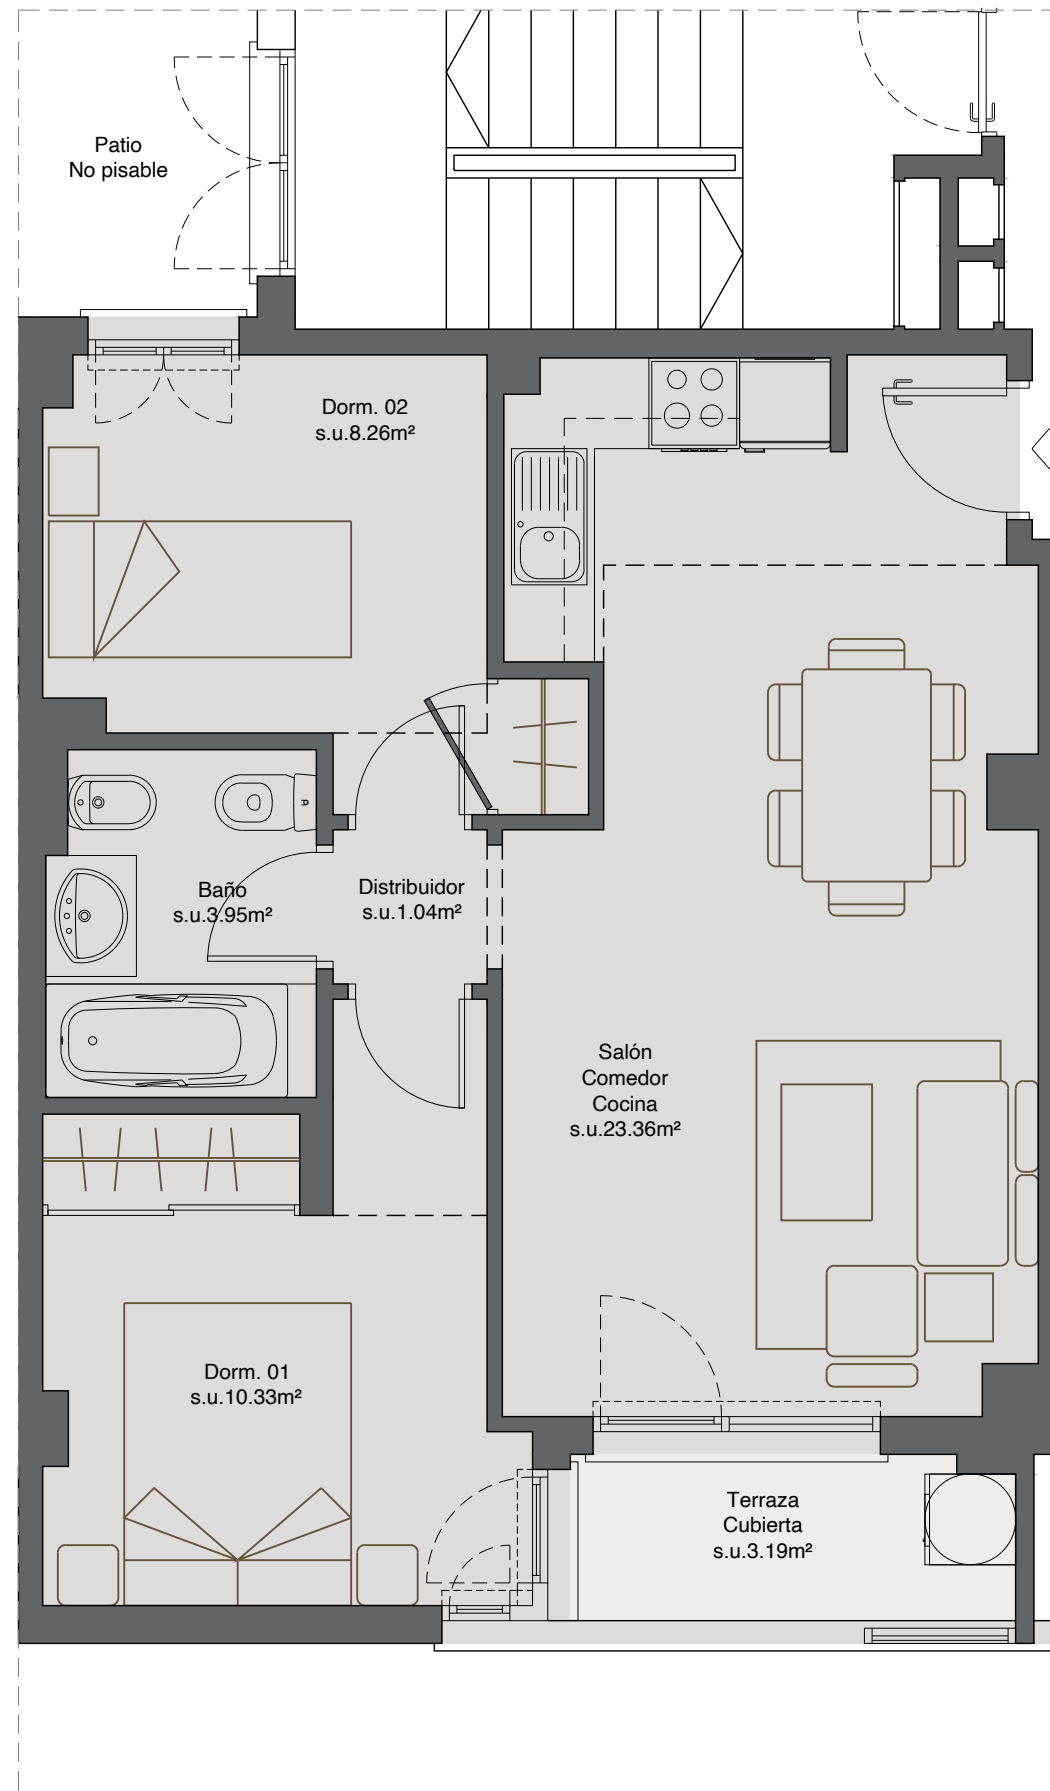 Patio
No pisable
Dorm. 02
s.u.8.26m²
Baño
s.u.3.95m²
Distribuidor
s.u.1.04m²
Salón
Comedor
Cocina
s.u.23.36m²
Dorm. 01
s.u.10.33m²
Terraza
Cubierta
s.u.3.19m²